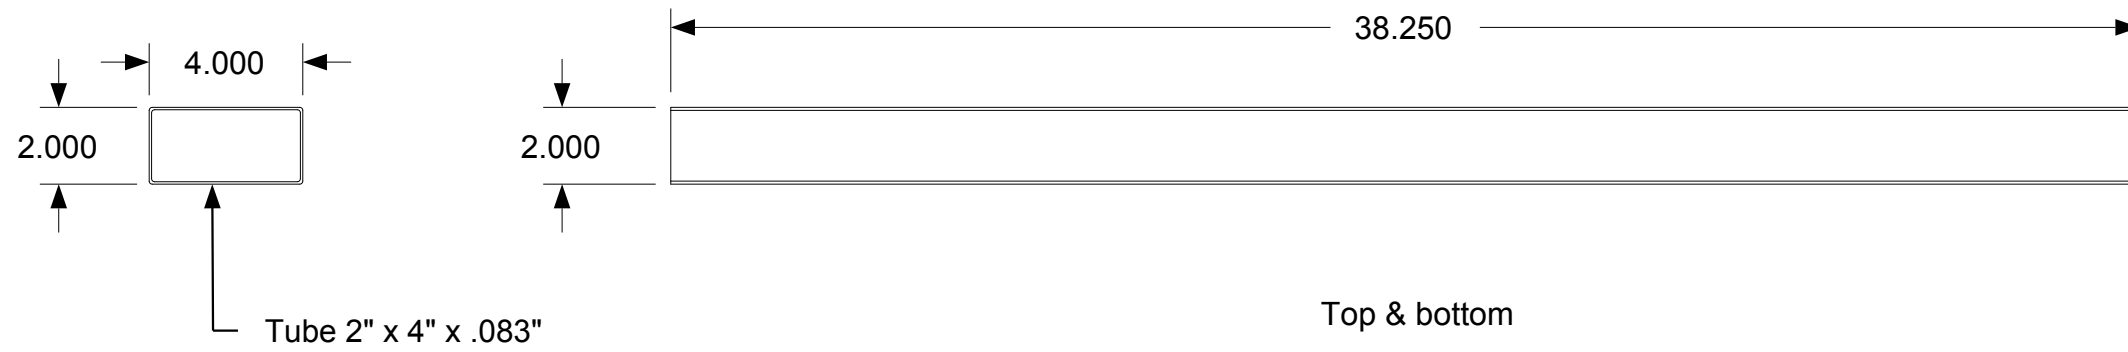 38.250
4.000
2.000
2.000
Top & bottom
Tube 2" x 4" x .083"